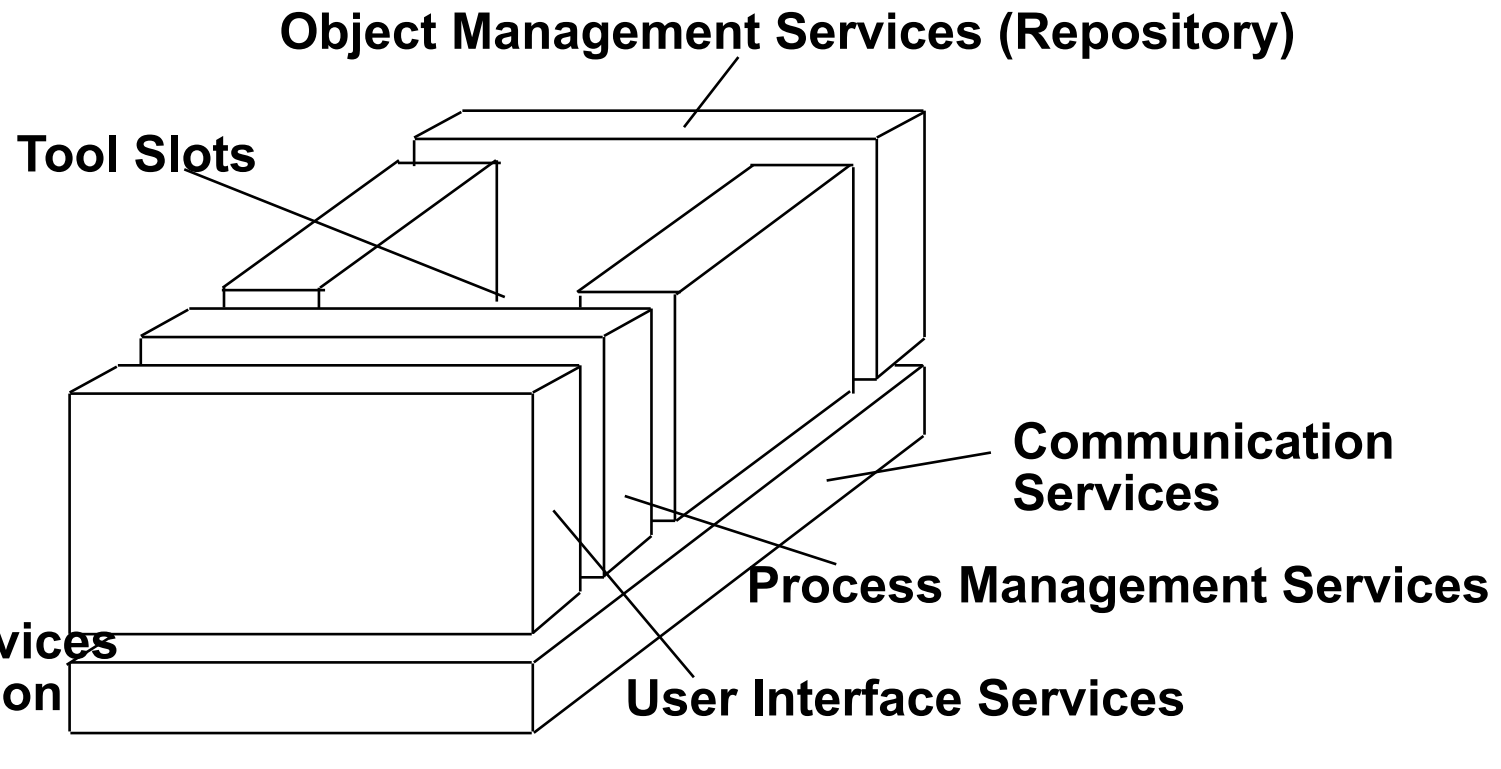 Object Management Services (Repository)
Tool Slots
Communication
Services
Process Management Services
User Interface Services